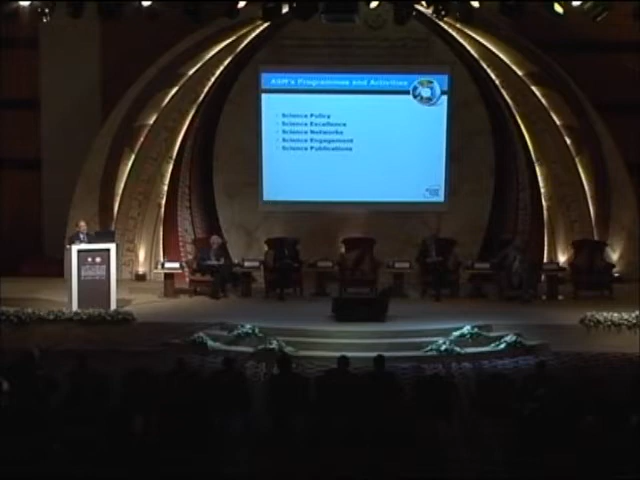 ASM's Programmes and Activities
Science Policy
Science Excellence
Science Networks
Science Engagement
Science Publications